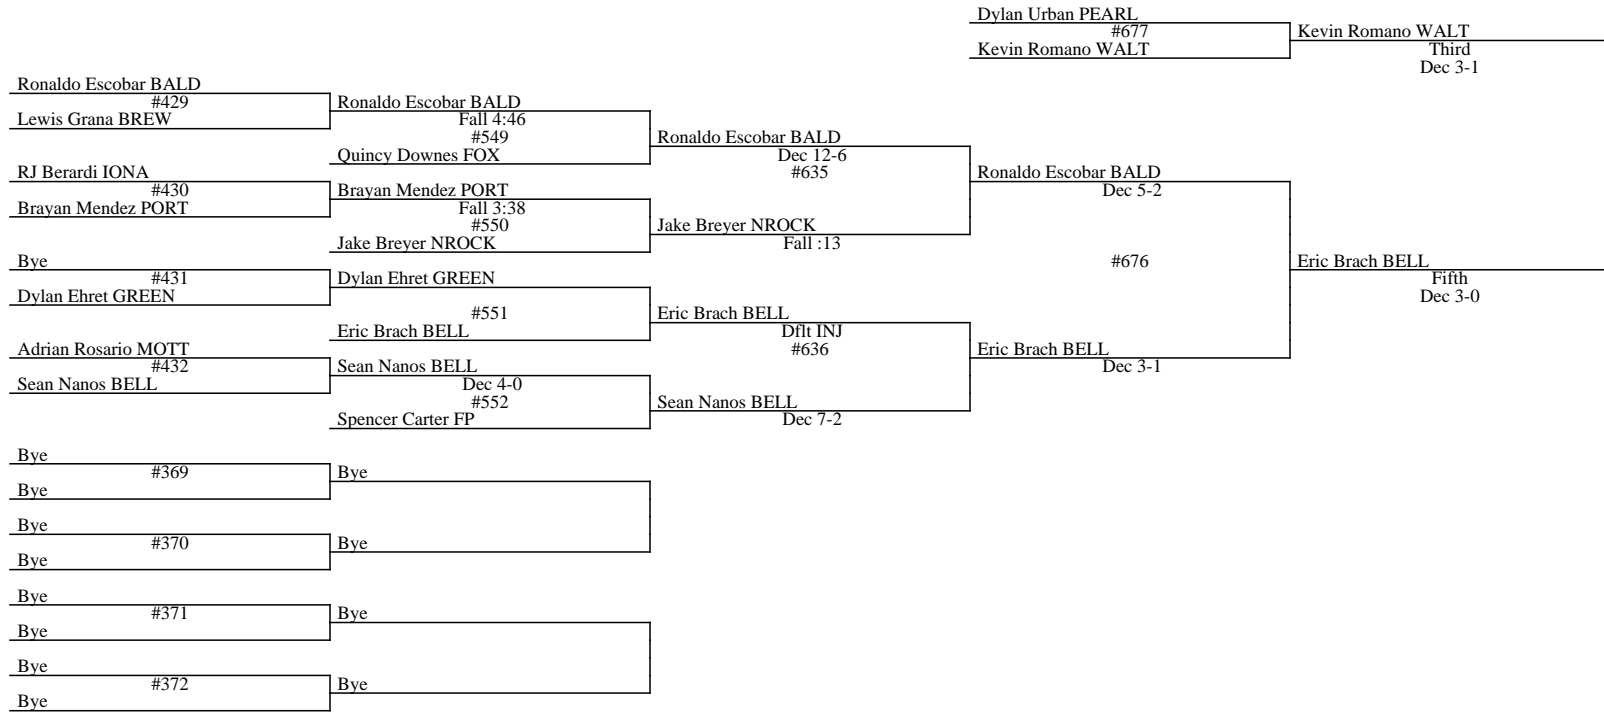 Dylan Urban PEARL
#677
Kevin Romano WALT
Kevin Romano WALT
Third
Dec 3-1
Ronaldo Escobar BALD
#429
Lewis Grana BREW
Ronaldo Escobar BALD
Fall 4:46
#549
Quincy Downes FOX
Ronaldo Escobar BALD
Dec 12-6
#635
RJ Berardi IONA
#430
Brayan Mendez PORT
Brayan Mendez PORT
Fall 3:38
#550
Jake Breyer NROCK
Jake Breyer NROCK
Fall :13
Ronaldo Escobar BALD
Dec 5-2
#676
Bye
#431
Dylan Ehret GREEN
Dylan Ehret GREEN
#551
Eric Brach BELL
Eric Brach BELL
Dflt INJ
#636
Eric Brach BELL
Fifth
Dec 3-0
Adrian Rosario MOTT
#432
Sean Nanos BELL
Sean Nanos BELL
Dec 4-0
#552
Spencer Carter FP
Sean Nanos BELL
Dec 7-2
Eric Brach BELL
Dec 3-1
Bye
#369
Bye
Bye
Bye
#370
Bye
Bye
Bye
#371
Bye
Bye
Bye
#372
Bye
Bye